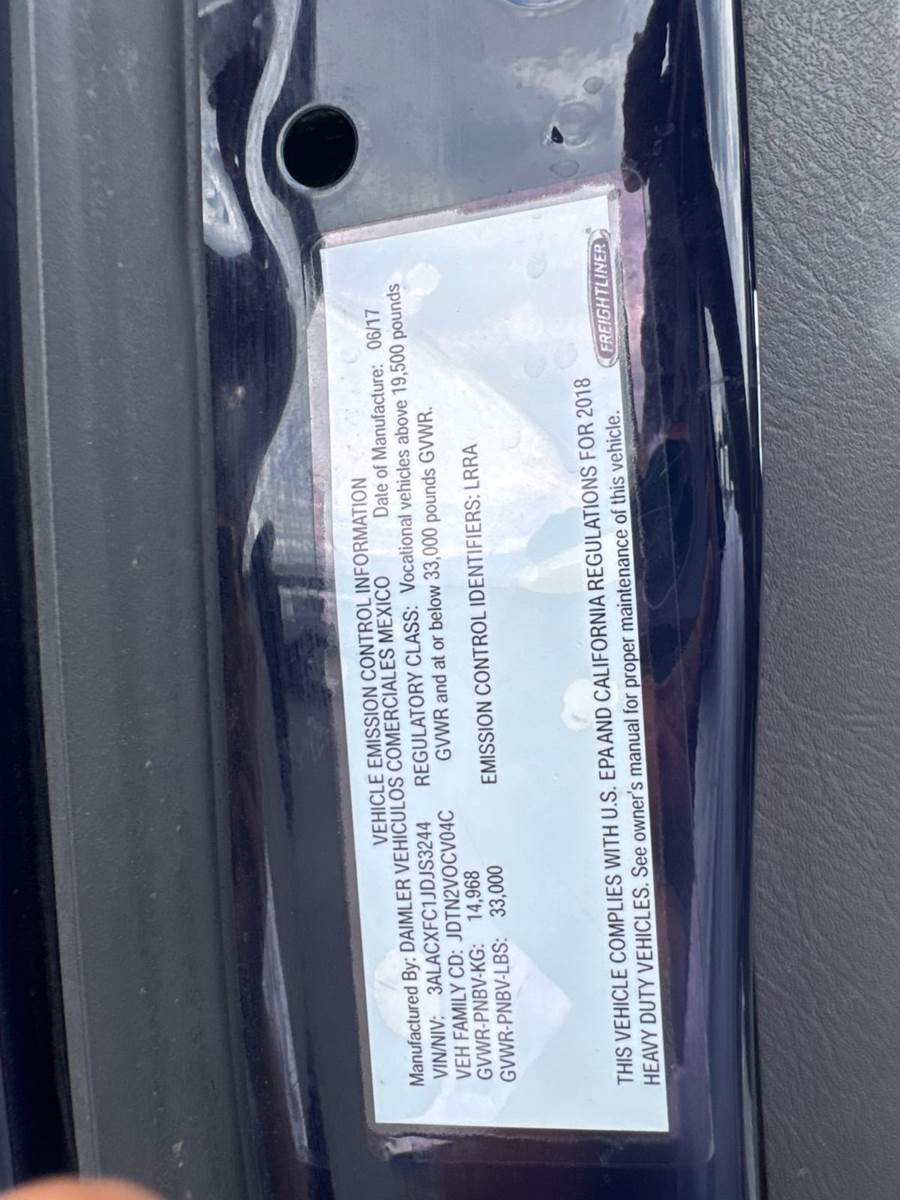 VEHICLE EMISSION CONTROL INFORMATION
Manufactured By: DAIMLER VEHICULOS COMERCIALES MEXICO Date of Manufacture: 06/17
VIN/NIV: 3ALACXFC1JDJS3244 REGULATORY CLASS: Vocational vehicles above 19,500 pounds
VEH FAMILY CD: JDTN2VOCV04C GVWR and at or below 33,000 pounds GVWR.
GVWR-PNBV-KG: 14,968
GVWR-PNBV-LBS: 33,000 EMISSION CONTROL IDENTIFIERS: LRRA
FREIGHTLINER
THIS VEHICLE COMPLIES WITH U.S. EPA AND CALIFORNIA REGULATIONS FOR 2018
HEAVY DUTY VEHICLES. See owner's manual for proper maintenance of this vehicle.